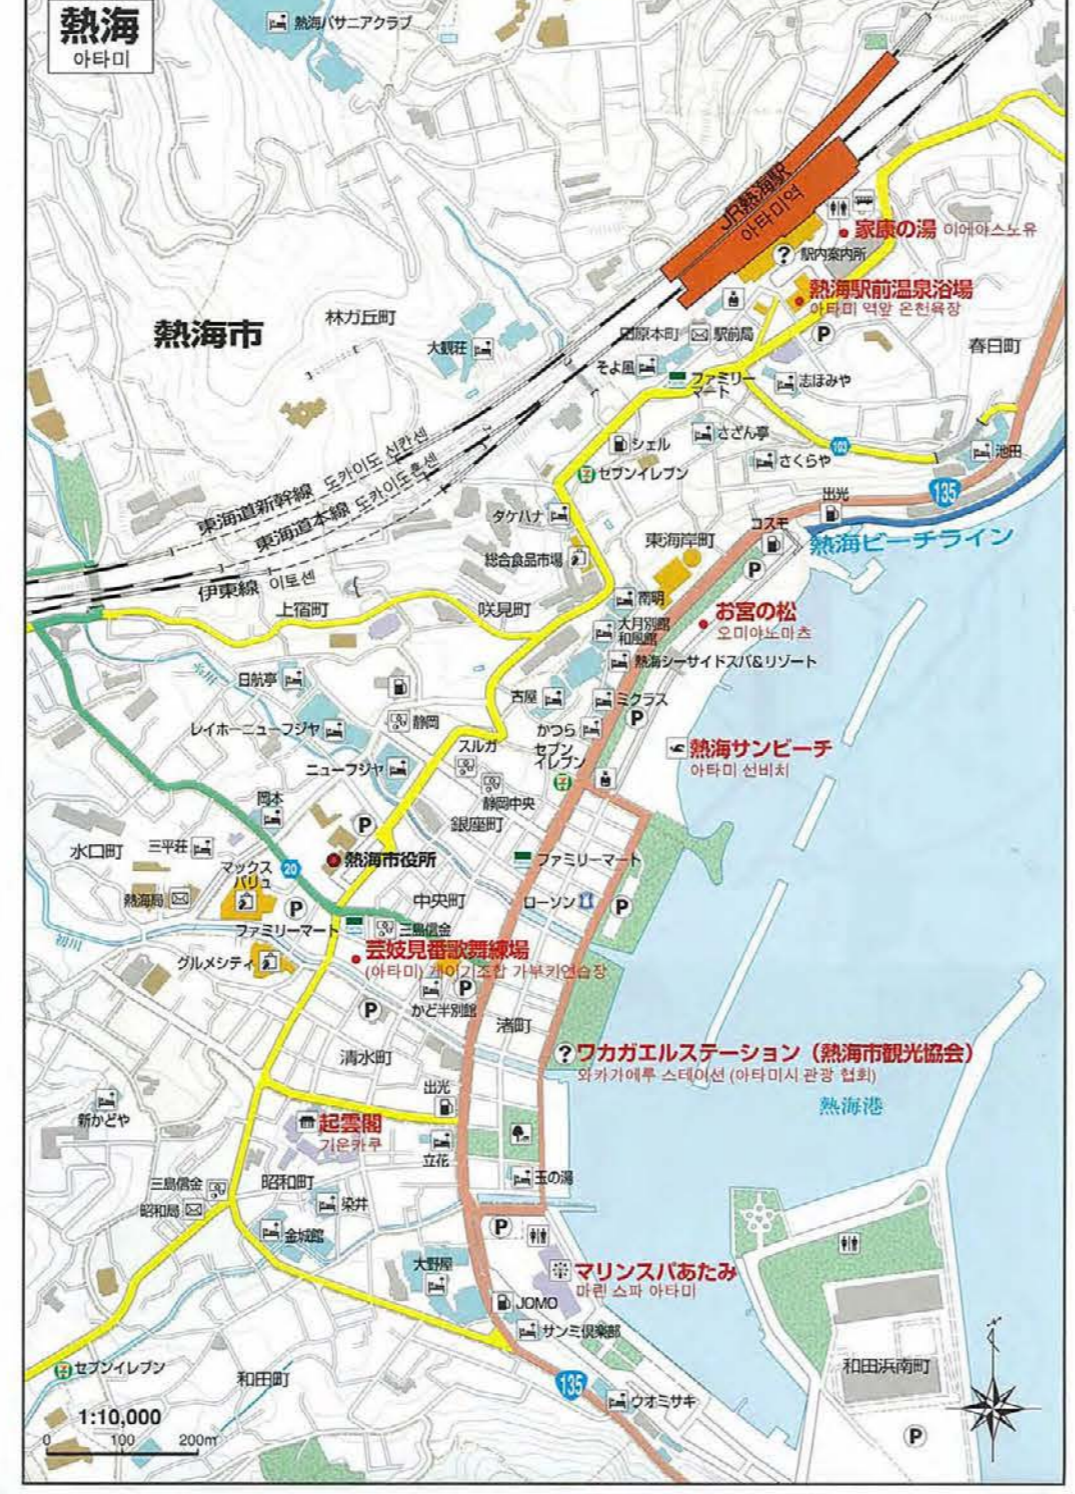 熱海
아타미
熱海パサニアクラブ
JR熱海駅
아타미역
家康の湯 이에야스노유
駅内案内所
熱海駅前温泉浴場
아타미 역앞 온천욕장
熱海市
林ガ丘町
大観荘
田原本町
駅前局
P
春日町
そよ風
ファミリー
マート
志ほみや
シェル
さざん亭
さくらや
103
池田
セブンイレブン
東海道新幹線 도카이도 신칸센
東海道本線 도카이도혼센
伊東線 이토센
135
出光
タケハナ
コスモ
熱海ビーチライン
東海岸町
総合食品市場
P
上宿町
咲見町
南明
お宮の松
오미야노마츠
大月別館
和風館
熱海シーサイドスパ&リゾート
日航亭
古屋
ミクラス
P
レイホーニューフジヤ
静岡
かつら
スルガ
セブン
イレブン
熱海サンビーチ
아타미 선비치
ニューフジヤ
静岡中央
岡本
銀座町
P
水口町
三平荘
熱海市役所
ファミリーマート
マックス
バリュ
20
熱海局
P
中央町
ローソン
P
ファミリーマート
三島信金
初川
グルメシティ
芸妓見番歌舞練場
(아타미) 게이기조합 가부키연습장
P
P
かど半別館
渚町
清水町
ワカガエルステーション（熱海市観光協会）
와카가에루 스테이션 (아타미시 관광 협회)
熱海港
出光
新かどや
起雲閣
기운카쿠
立花
三島信金
昭和町
玉の湯
昭和局
染井
金城館
P
大野屋
マリンスパあたみ
마린 스파 아타미
JOMO
サンミ倶楽部
セブンイレブン
和田町
135
ウオミサキ
和田浜南町
P
1:10,000
0 100 200m